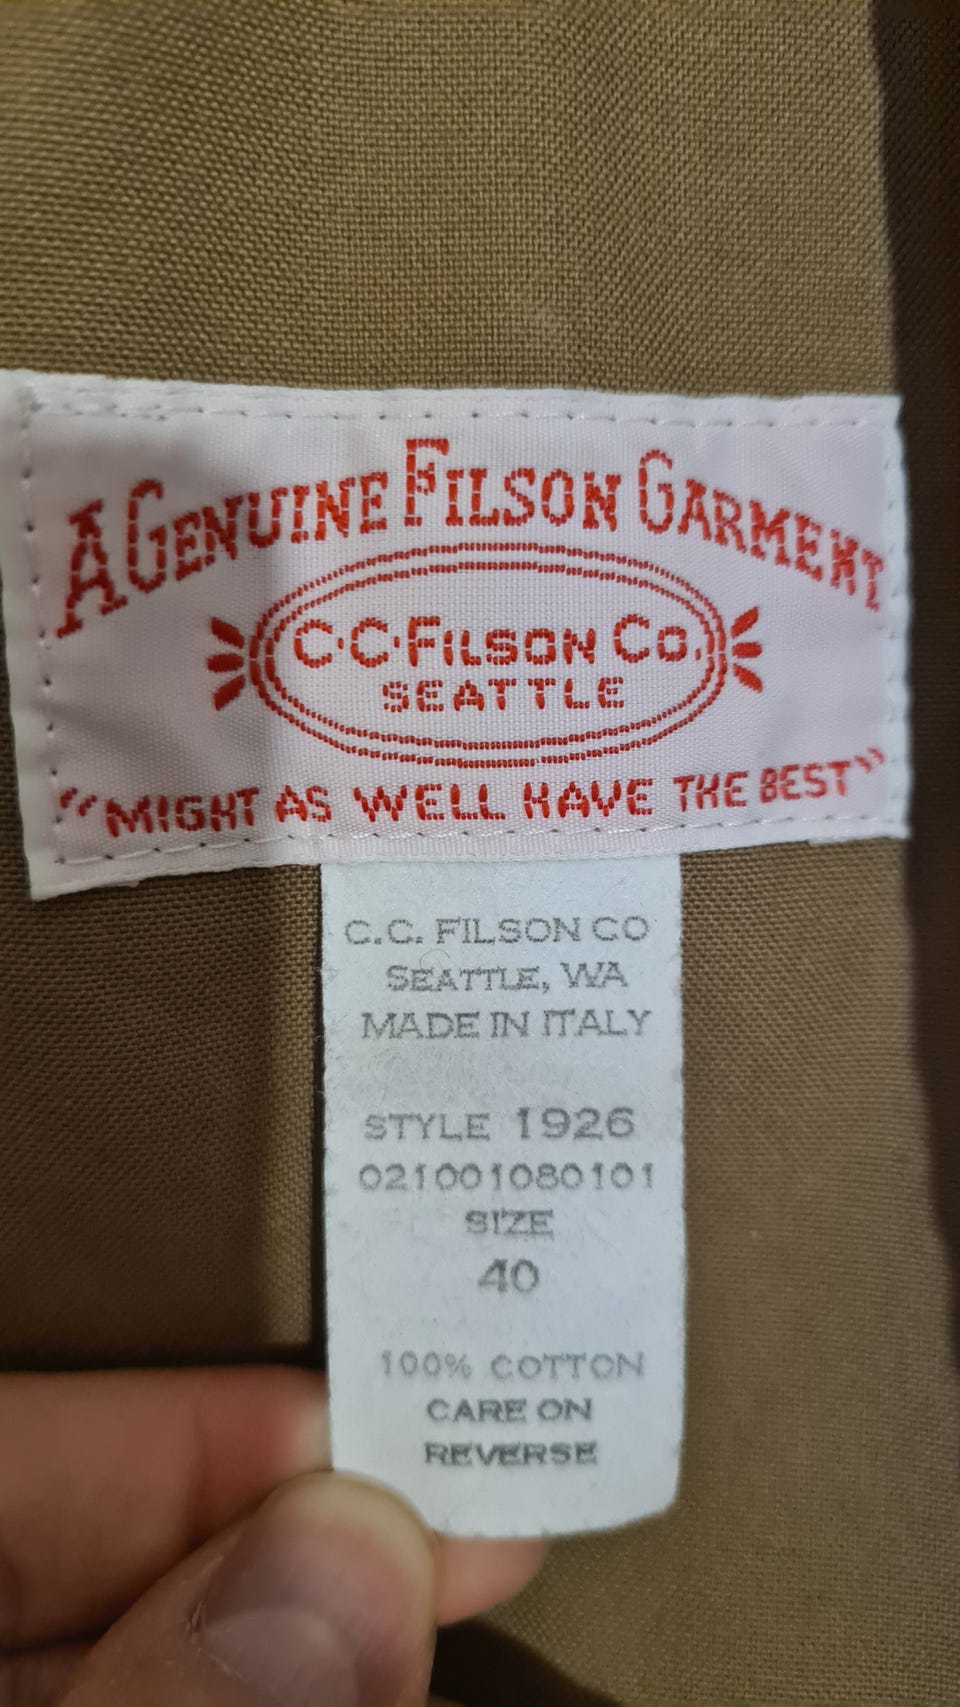 A GENUINE FILSON GARMENT
C·C·FILSON CO.
SEATTLE
"MIGHT AS WELL HAVE THE BEST"
C.C. FILSON CO
SEATTLE, WA
MADE IN ITALY
STYLE 1926
021001080101
SIZE
40
100% COTTON
CARE ON
REVERSE